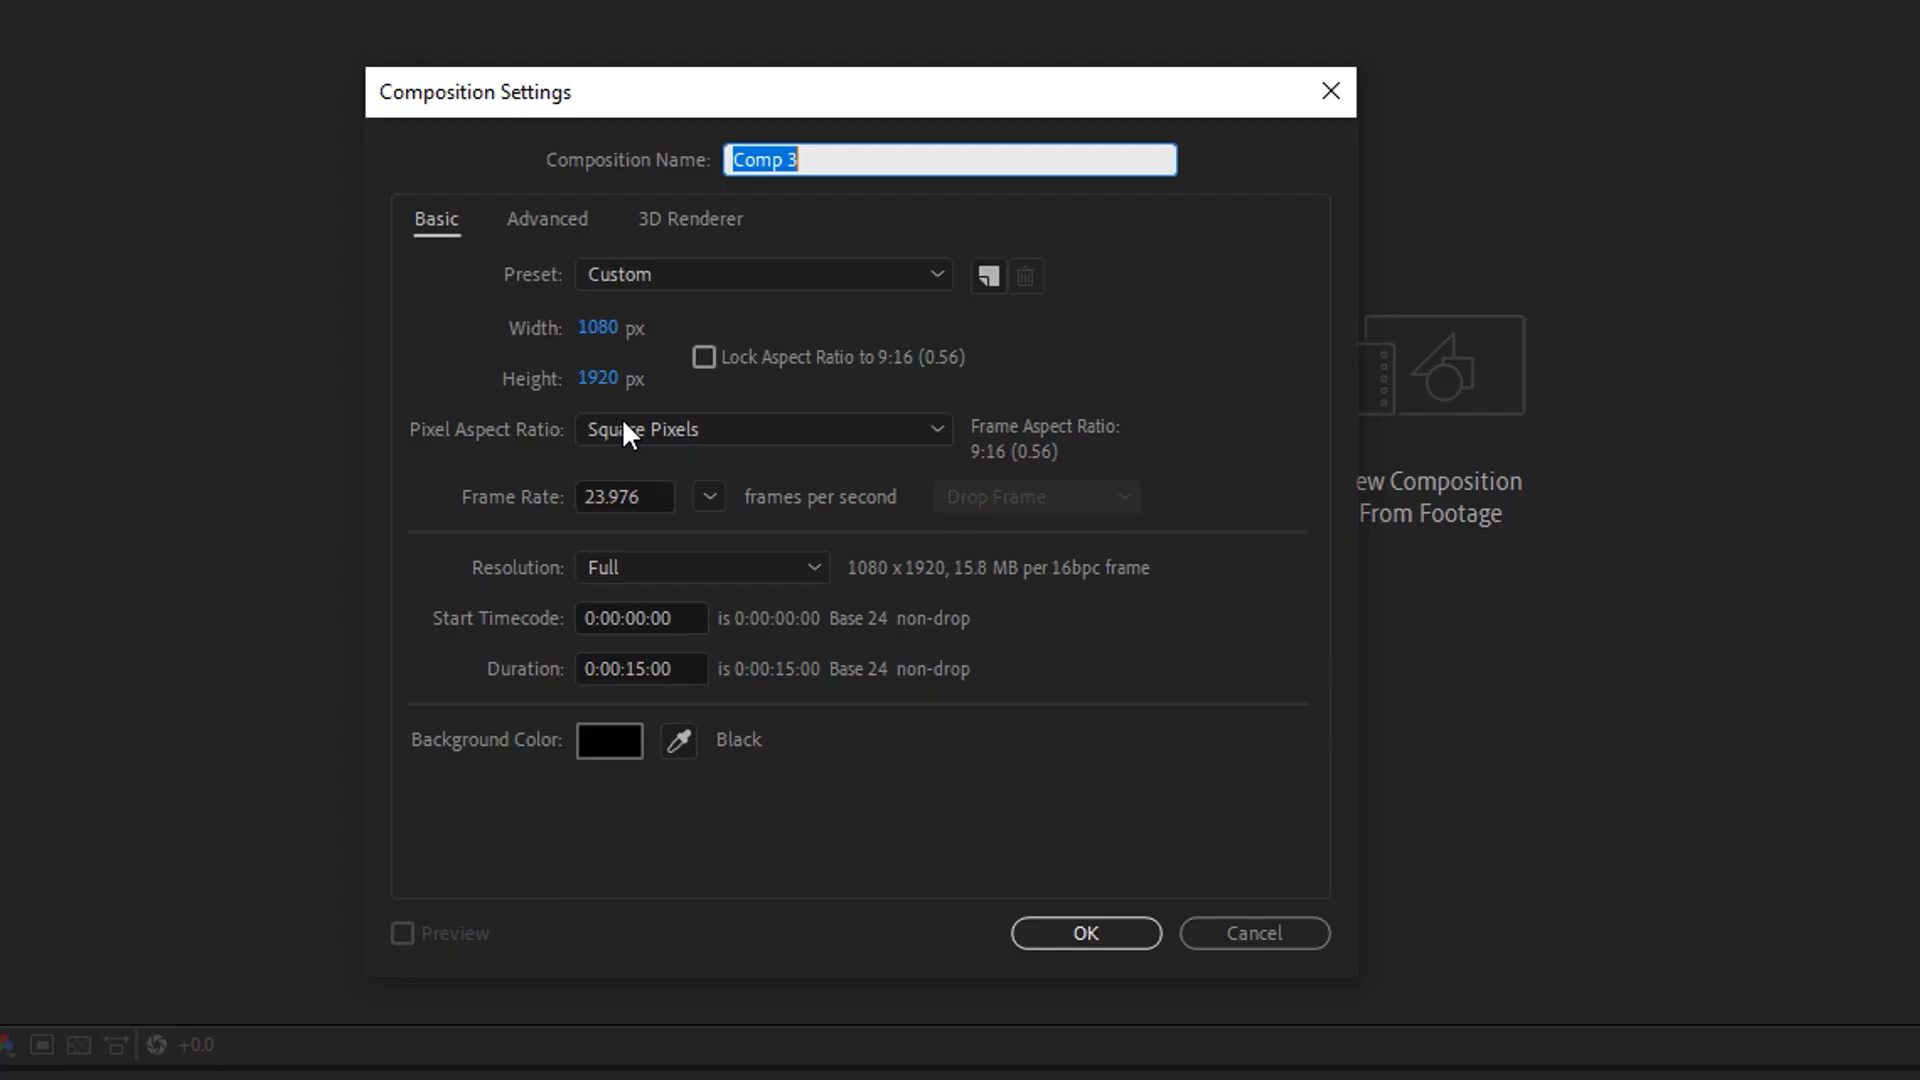 Composition Settings
Composition Name: Comp 3
Basic Advanced 3D Renderer
Preset: Custom
Width: 1080 px
Lock Aspect Ratio to 9:16 (0.56)
Height: 1920 px
Pixel Aspect Ratio: Square Pixels
Frame Aspect Ratio:
9:16 (0.56)
Frame Rate: 23.976 frames per second Drop Frame
Resolution: Full 1080 x 1920, 15.8 MB per 16bpc frame
Start Timecode: 0:00:00:00 is 0:00:00:00 Base 24 non-drop
Duration: 0:00:15:00 is 0:00:15:00 Base 24 non-drop
Background Color: Black
Preview OK Cancel
ew Composition
From Footage
+0.0